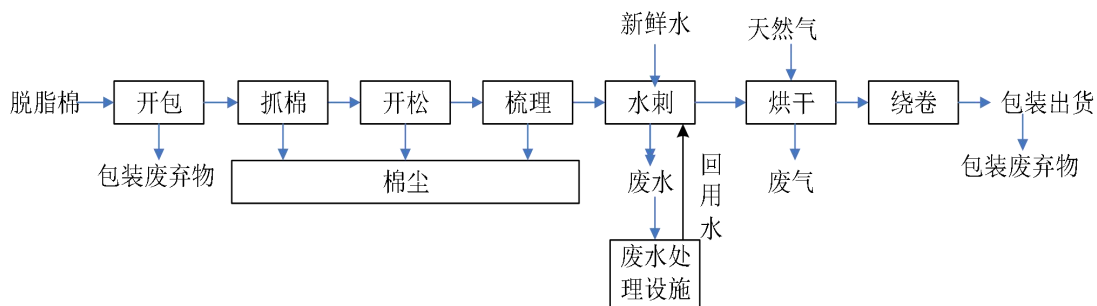 新鲜水
天然气
脱脂棉
开包
抓棉
开松
梳理
水刺
烘干
绕卷
包装出货
包装废弃物
棉尘
废水
回用水
废气
包装废弃物
废水处
理设施